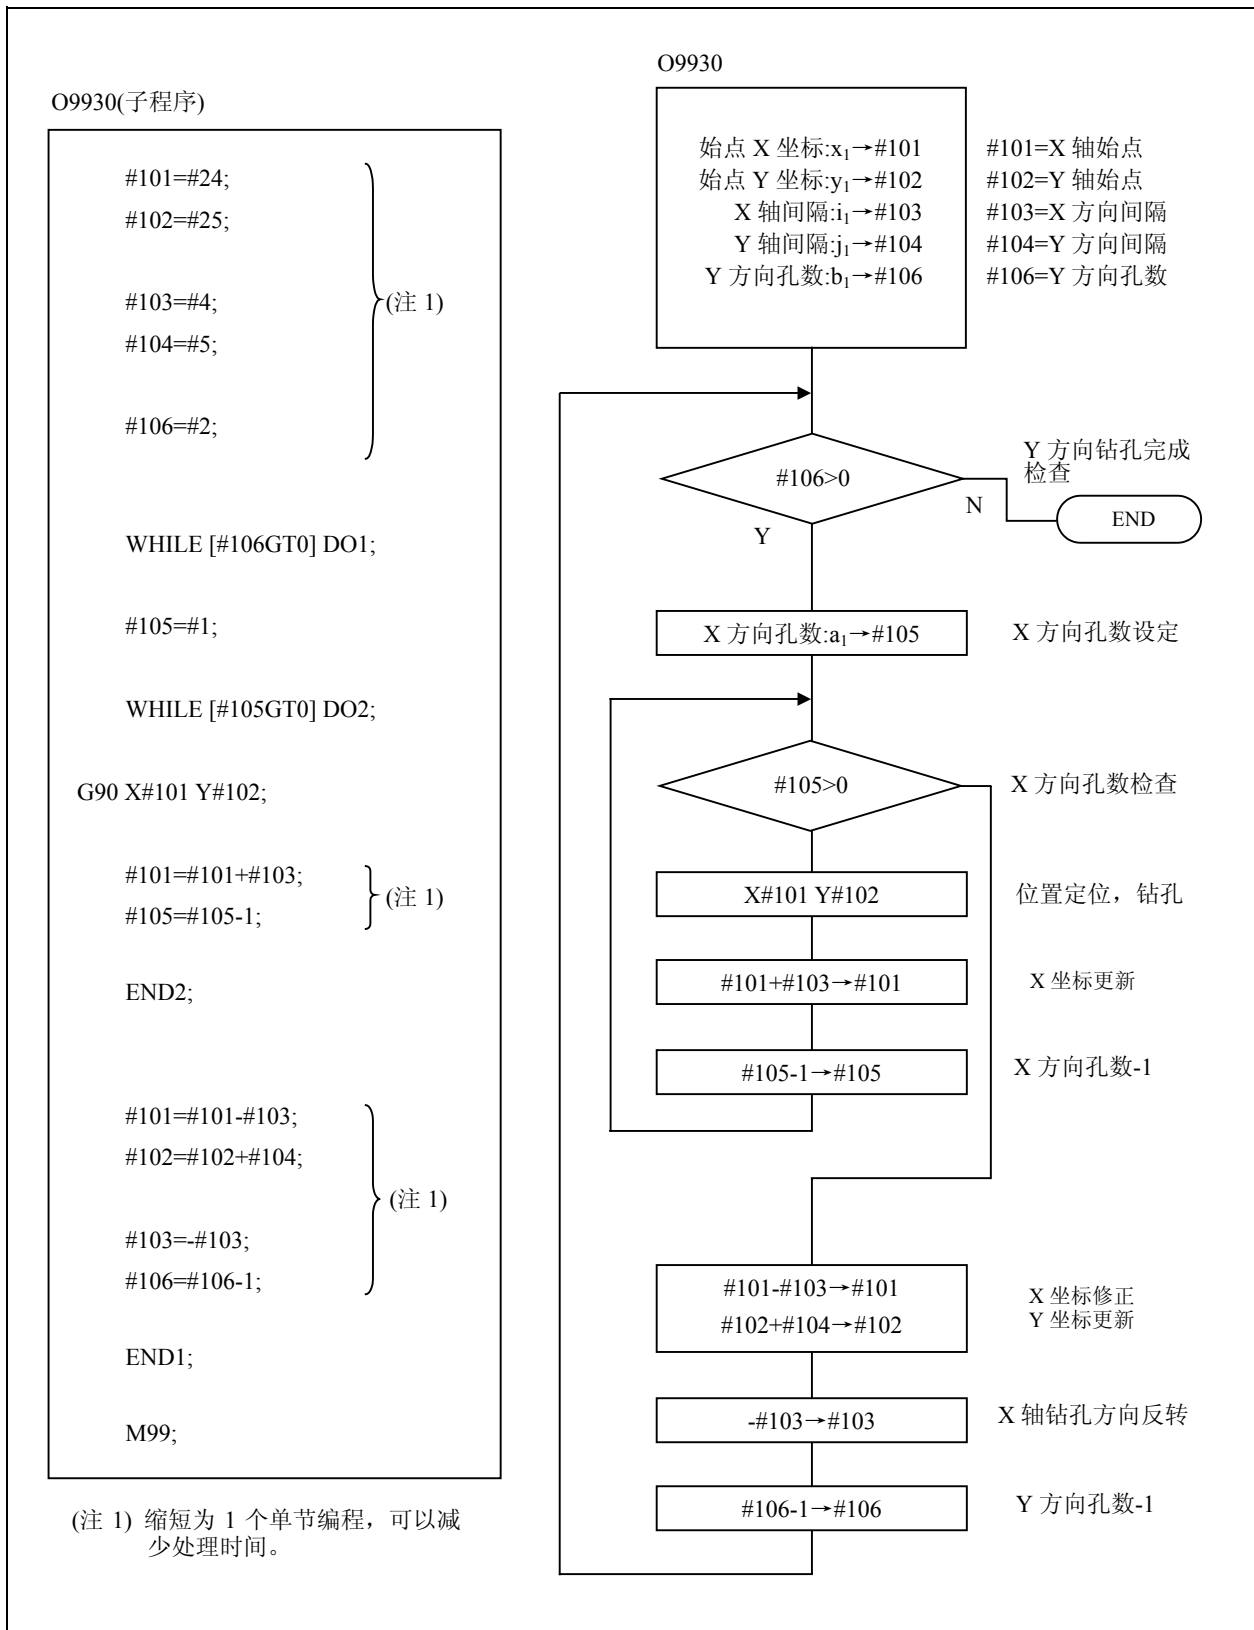 O9930(子程序)
#101=#24;
#102=#25;
#103=#4;
#104=#5;
(注 1)
#106=#2;
WHILE [#106GT0] DO1;
#105=#1;
WHILE [#105GT0] DO2;
G90 X#101 Y#102;
#101=#101+#103;
#105=#105-1;
(注 1)
END2;
#101=#101-#103;
#102=#102+#104;
(注 1)
#103=-#103;
#106=#106-1;
END1;
M99;
(注 1) 缩短为 1 个单节编程，可以减
少处理时间。
O9930
始点 X 坐标:x₁→#101
始点 Y 坐标:y₁→#102
X 轴间隔:i₁→#103
Y 轴间隔:j₁→#104
Y 方向孔数:b₁→#106
#101=X 轴始点
#102=Y 轴始点
#103=X 方向间隔
#104=Y 方向间隔
#106=Y 方向孔数
#106>0
Y 方向钻孔完成
检查
N
END
Y
X 方向孔数:a₁→#105
X 方向孔数设定
#105>0
X 方向孔数检查
X#101 Y#102
位置定位，钻孔
#101+#103→#101
X 坐标更新
#105-1→#105
X 方向孔数-1
#101-#103→#101
#102+#104→#102
X 坐标修正
Y 坐标更新
-#103→#103
X 轴钻孔方向反转
#106-1→#106
Y 方向孔数-1